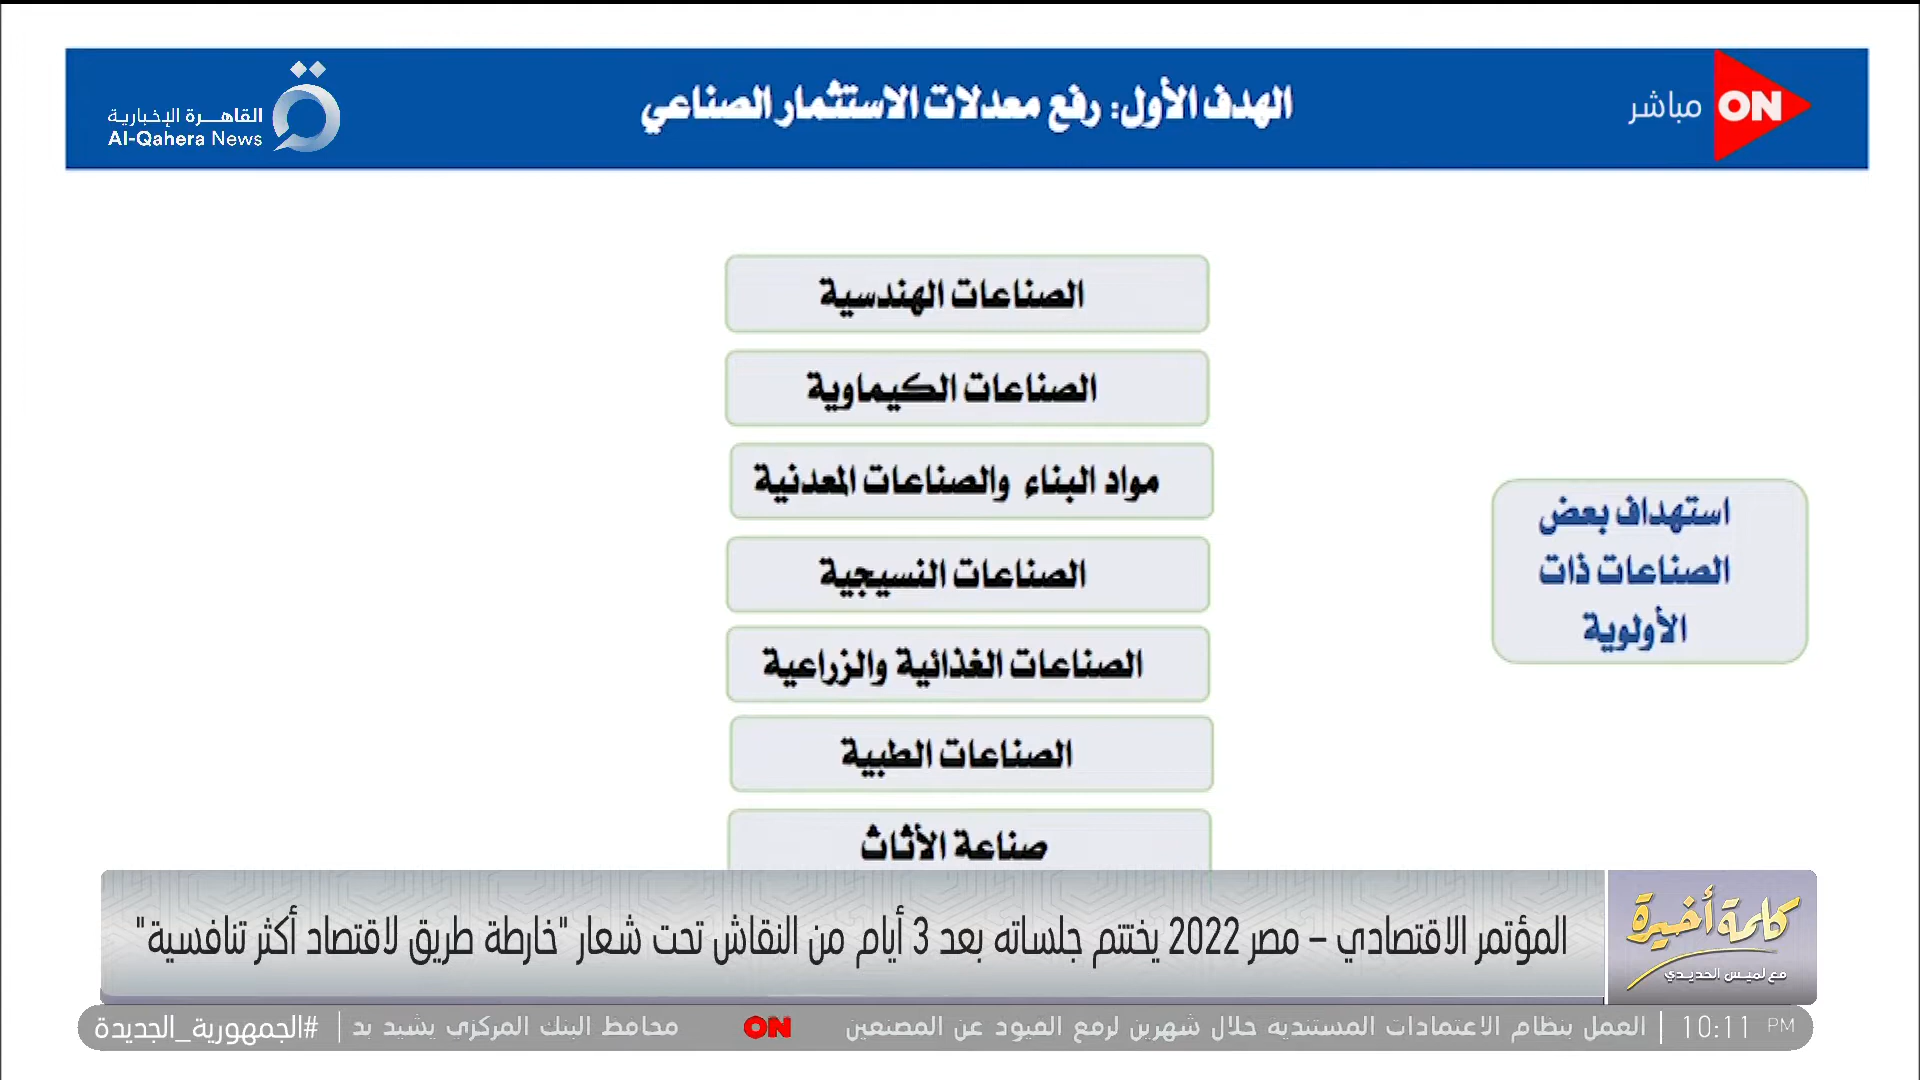 القاهرة الإخبارية
Al-Qahera News
الهدف الأول: رفع معدلات الاستثمار الصناعي
مباشر
ON
الصناعات الهندسية
الصناعات الكيماوية
مواد البناء والصناعات المعدنية
الصناعات النسيجية
الصناعات الغذائية والزراعية
الصناعات الطبية
صناعة الأثاث
استهداف بعض
الصناعات ذات
الأولوية
كلمة أخيرة
مع لميس الحديدي
المؤتمر الاقتصادي – مصر 2022 يختتم جلساته بعد 3 أيام من النقاش تحت شعار "خارطة طريق لاقتصاد أكثر تنافسية"
10:11 PM
العمل بنظام الاعتمادات المستندية خلال شهرين لرفع القيود عن المصنعين
ON
محافظ البنك المركزي يشيد بد
#الجمهورية_الجديدة